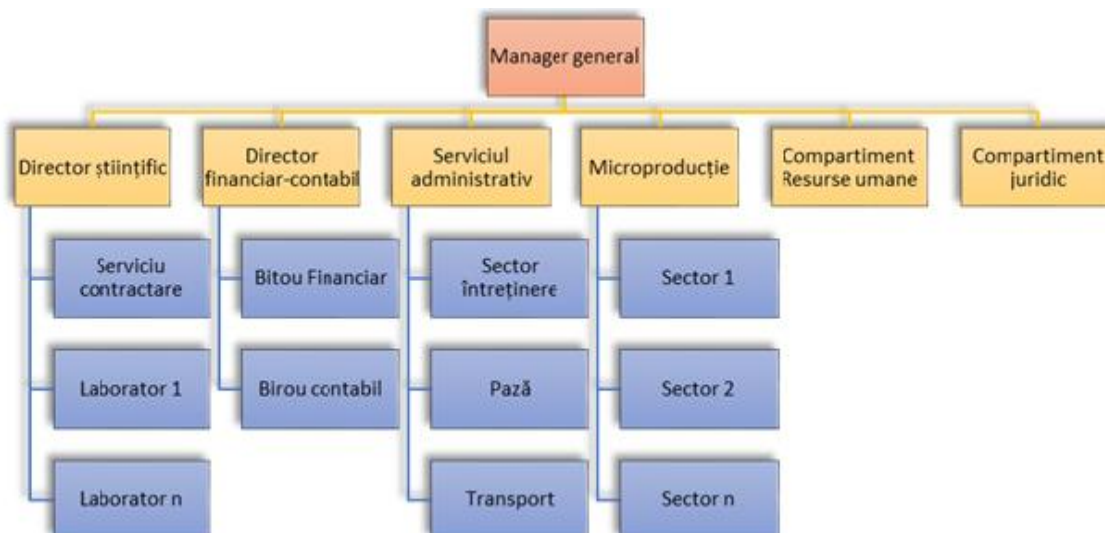 Manager general
Director științific
Director
financiar-contabil
Serviciul
administrativ
Microproducție
Compartiment
Resurse umane
Compartiment
juridic
Serviciu
contractare
Bitou Financiar
Sector
întreținere
Sector 1
Laborator 1
Birou contabil
Pază
Sector 2
Laborator n
Transport
Sector n